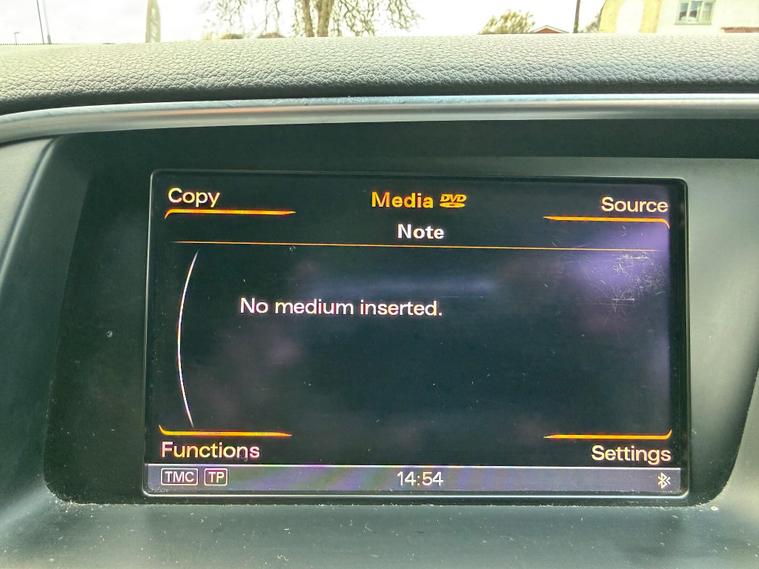 Copy
Media DVD
Source
Note
No medium inserted.
Functions
Settings
TMC TP
14:54